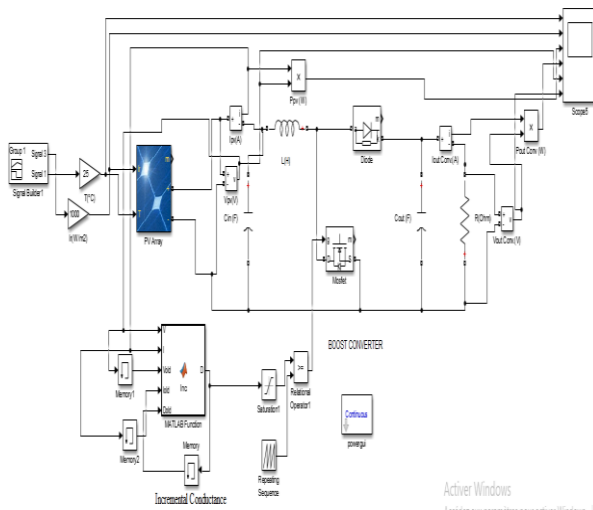 Scope5
Group 1
Signal 3
Signal 1
Signal Builder1
25
T(°C)
1000
Ir(W/m2)
m
T
PV Array
+
-
i
Ipv(A)
+
-
v
Vpv(V)
x
Ppv (W)
L(H)
Cin (F)
Diode
m
g
D
S
Mosfet
Cout (F)
+
-
i
Iout Conv(A)
R(Ohm)
+
-
v
Vout Conv(V)
x
Pout Conv (W)
BOOST CONVERTER
V
I
Vold
Iold
Dold
D
Inc
MATLAB Function
Memory1
Memory2
Memory
Incremental Conductance
Saturation1
>=
Relational
Operator1
Repeating
Sequence
Continuous
powergui
Activer Windows